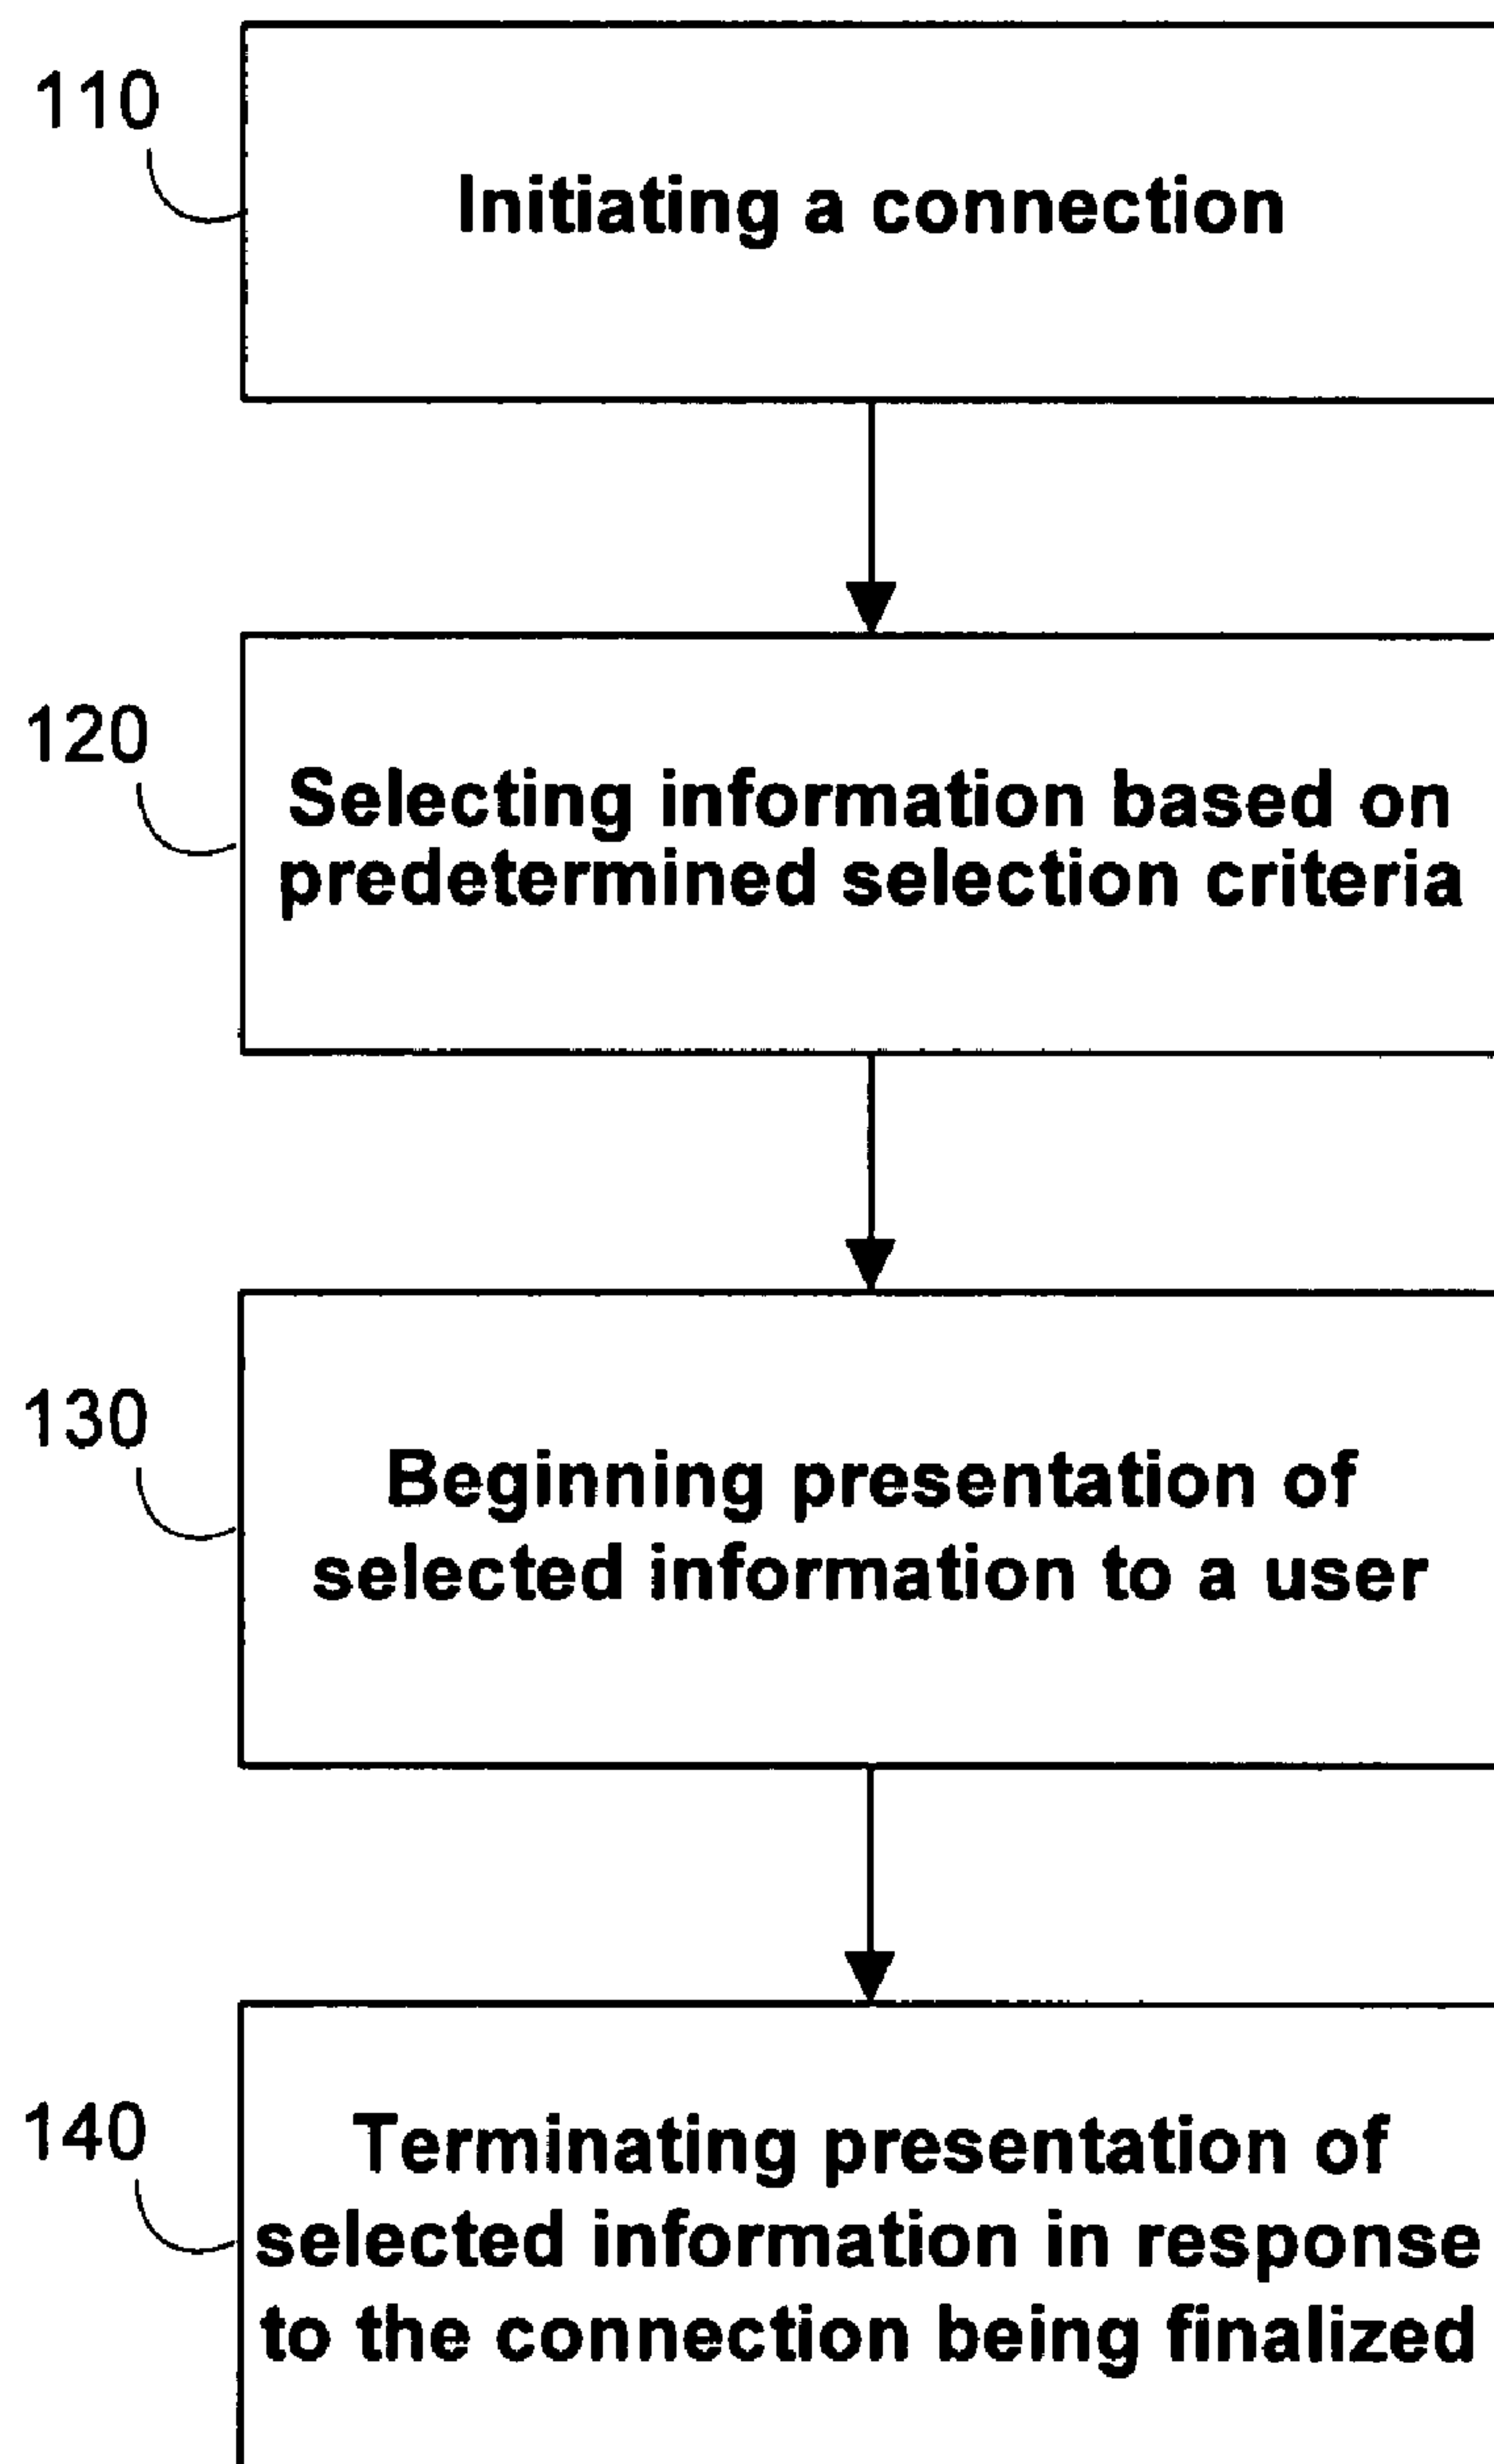 110
Initiating a connection
120
Selecting information based on
predetermined selection criteria
130
Beginning presentation of
selected information to a user
140
Terminating presentation of
selected information in response
to the connection being finalized